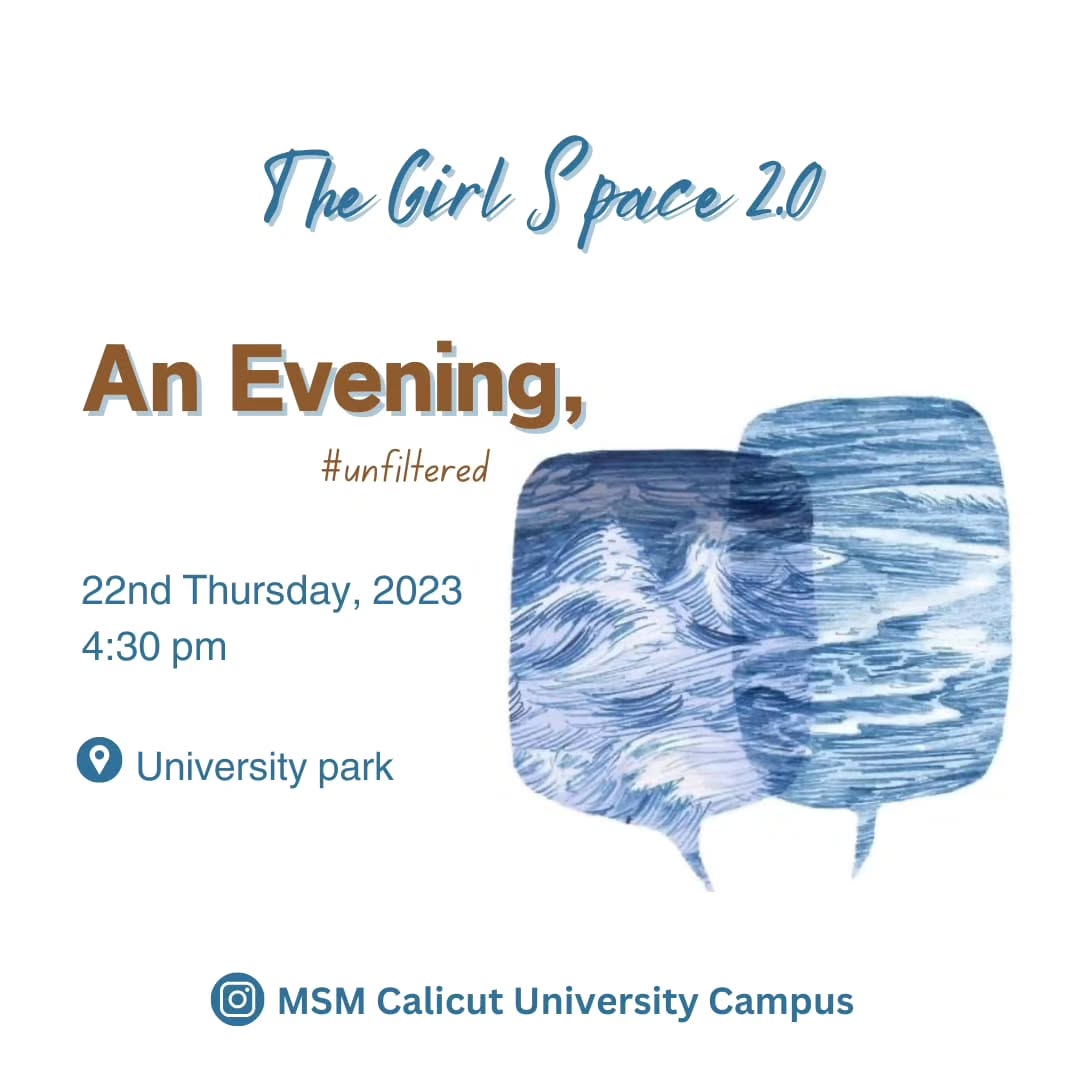 The Girl Space 2.0
An Evening,
#unfiltered
22nd Thursday, 2023
4:30 pm
University park
MSM Calicut University Campus